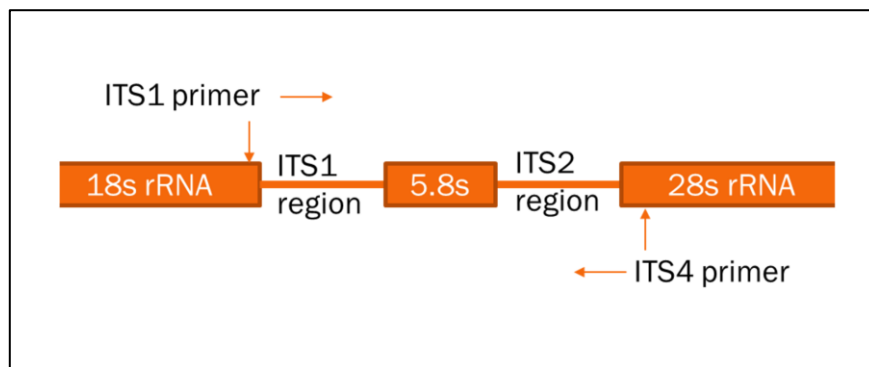 ITS1 primer
18s rRNA
ITS1
region
5.8s
ITS2
region
28s rRNA
ITS4 primer